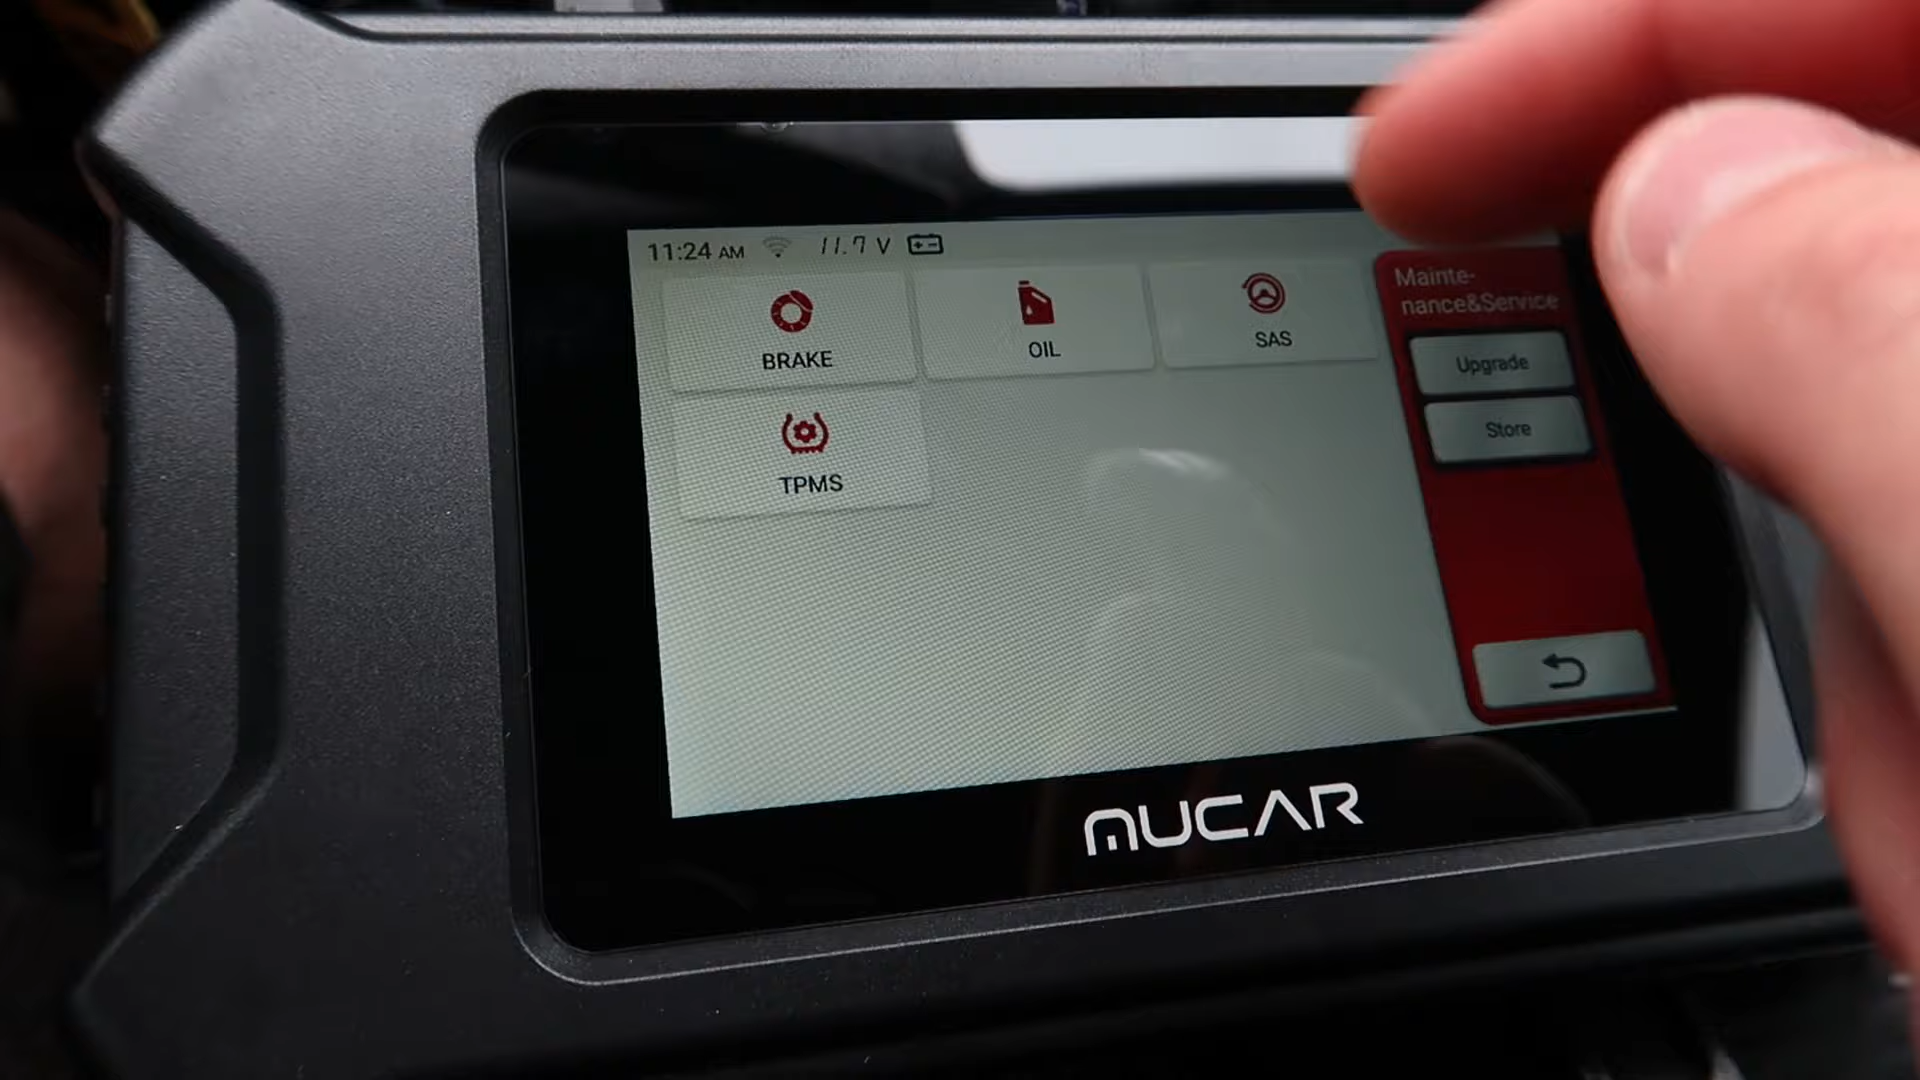 11:24 AM 11.7 V
BRAKE
OIL
SAS
TPMS
Mainte-
nance&Service
Upgrade
Store
MUCAR